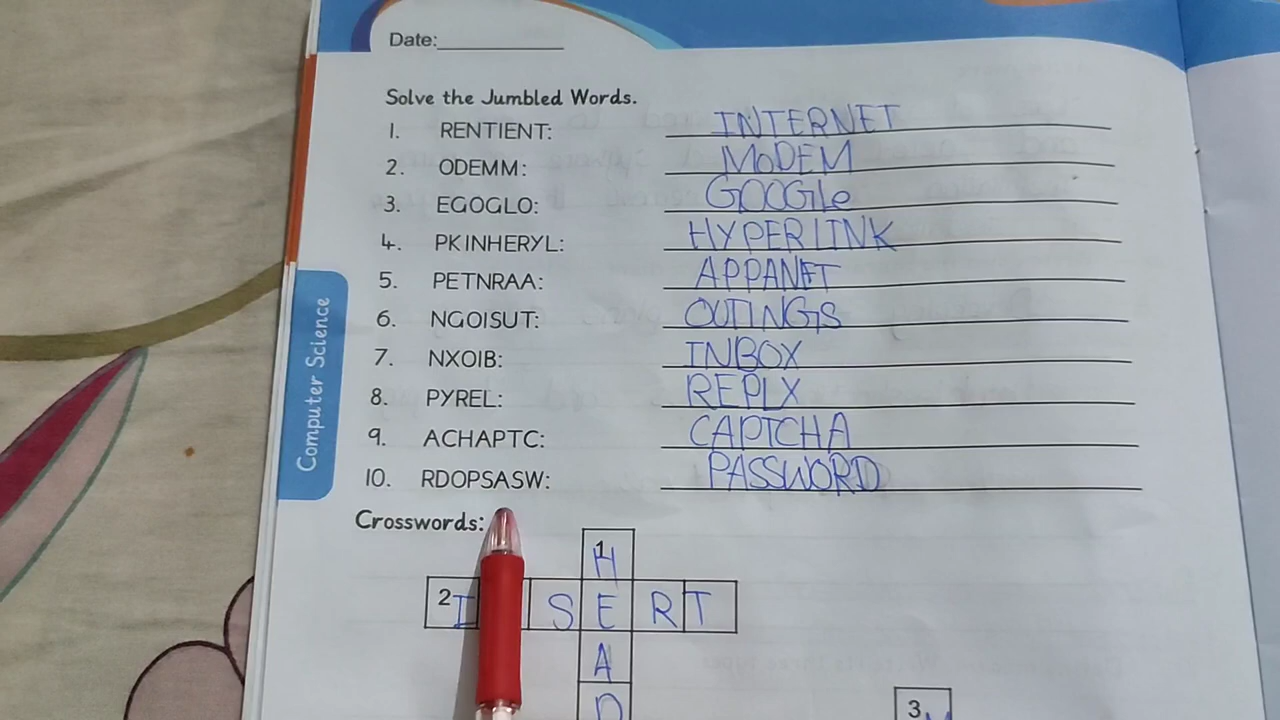 Date:
Solve the Jumbled Words.
1. RENTIENT: INTERNET
2. ODEMM: MODEM
3. EGOGLO: GOOGle
4. PKINHERYL: HYPERLINK
5. PETNRAA: APPANET
6. NGOISUT: OUTINGS
7. NXOIB: INBOX
8. PYREL: REPLY
9. ACHAPTC: CAPTCHA
10. RDOPSASW: PASSWORD
Computer Science
Crosswords:
1 H
2 I S E R T
A
D
3